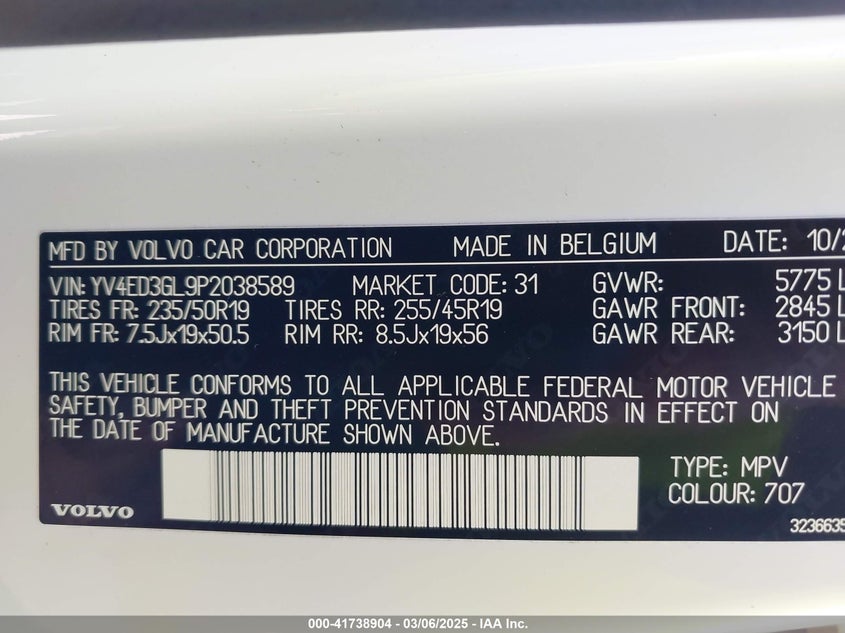 MFD BY VOLVO CAR CORPORATION MADE IN BELGIUM DATE: 10/2
VIN: YV4ED3GL9P2038589 MARKET CODE: 31 GVWR: 5775 L
TIRES FR: 235/50R19 TIRES RR: 255/45R19 GAWR FRONT: 2845 L
RIM FR: 7.5Jx19x50.5 RIM RR: 8.5Jx19x56 GAWR REAR: 3150 L
THIS VEHICLE CONFORMS TO ALL APPLICABLE FEDERAL MOTOR VEHICLE
SAFETY, BUMPER AND THEFT PREVENTION STANDARDS IN EFFECT ON
THE DATE OF MANUFACTURE SHOWN ABOVE.
TYPE: MPV
COLOUR: 707
VOLVO
3236635
000-41738904 - 03/06/2025 - IAA Inc.